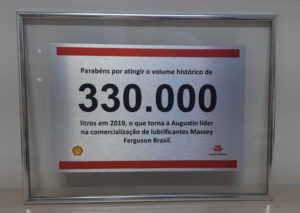 Parabéns por atingir o volume histórico de
330.000
litros em 2019, o que torna a Augustin líder
na comercialização de lubrificantes Massey
Ferguson Brasil.